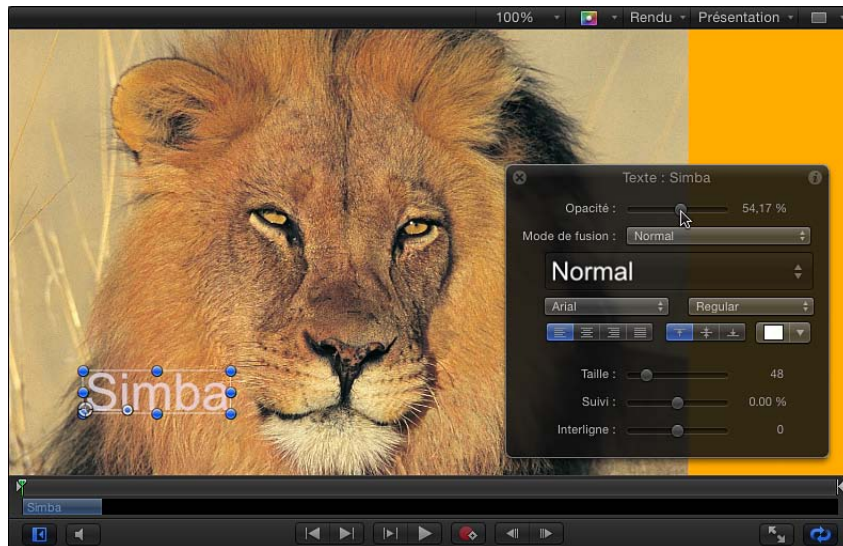 100% Rendu Présentation
Texte : Simba
Opacité : 54,17 %
Mode de fusion : Normal
Normal
Arial Regular
Taille : 48
Suivi : 0.00 %
Interligne : 0
Simba
Simba